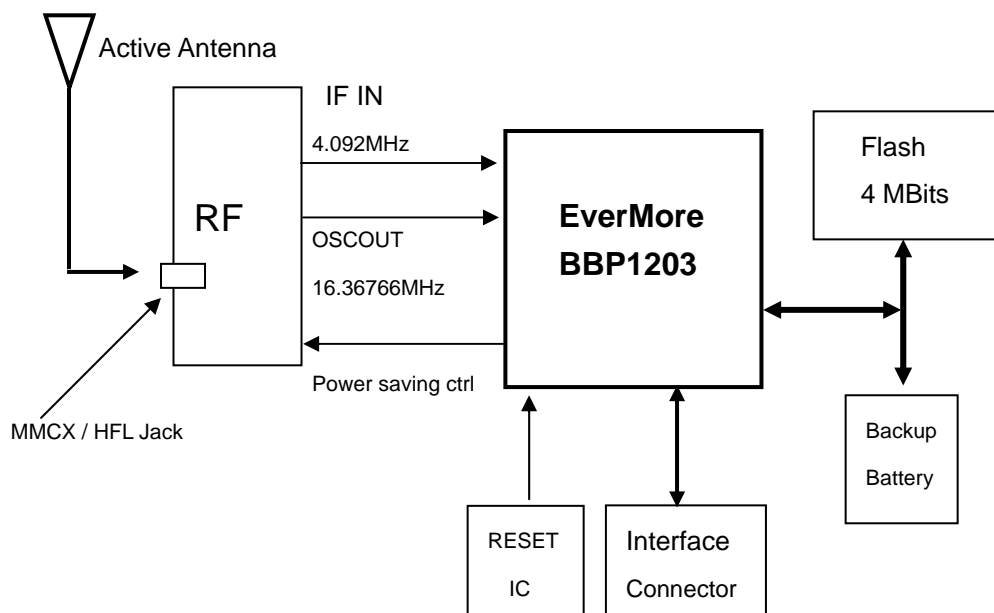 Active Antenna
IF IN
4.092MHz
RF
OSCOUT
16.36766MHz
Power saving ctrl
MMCX / HFL Jack
EverMore
BBP1203
Flash
4 MBits
Backup
Battery
RESET
IC
Interface
Connector